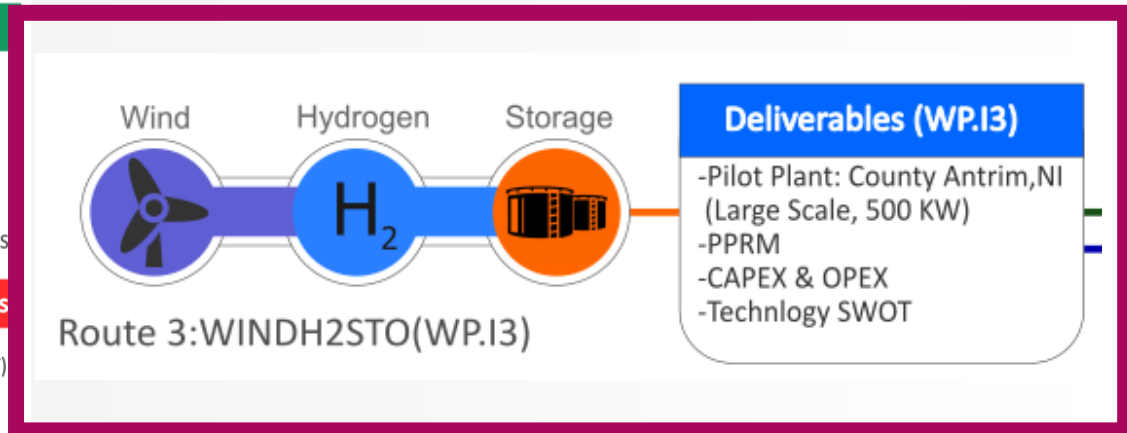 Wind Hydrogen Storage
H2
Route 3:WINDH2STO(WP.I3)
Deliverables (WP.I3)
-Pilot Plant: County Antrim,NI
(Large Scale, 500 KW)
-PPRM
-CAPEX & OPEX
-Technlogy SWOT
s
s
)